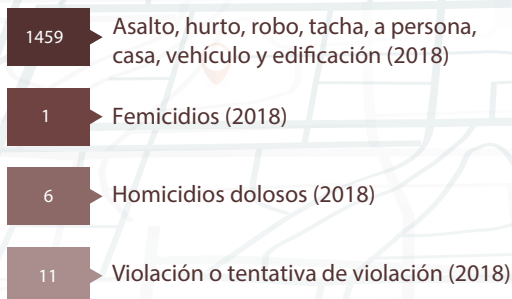 1459
Asalto, hurto, robo, tacha, a persona,
casa, vehículo y edificación (2018)
1
Femicidios (2018)
6
Homicidios dolosos (2018)
11
Violación o tentativa de violación (2018)